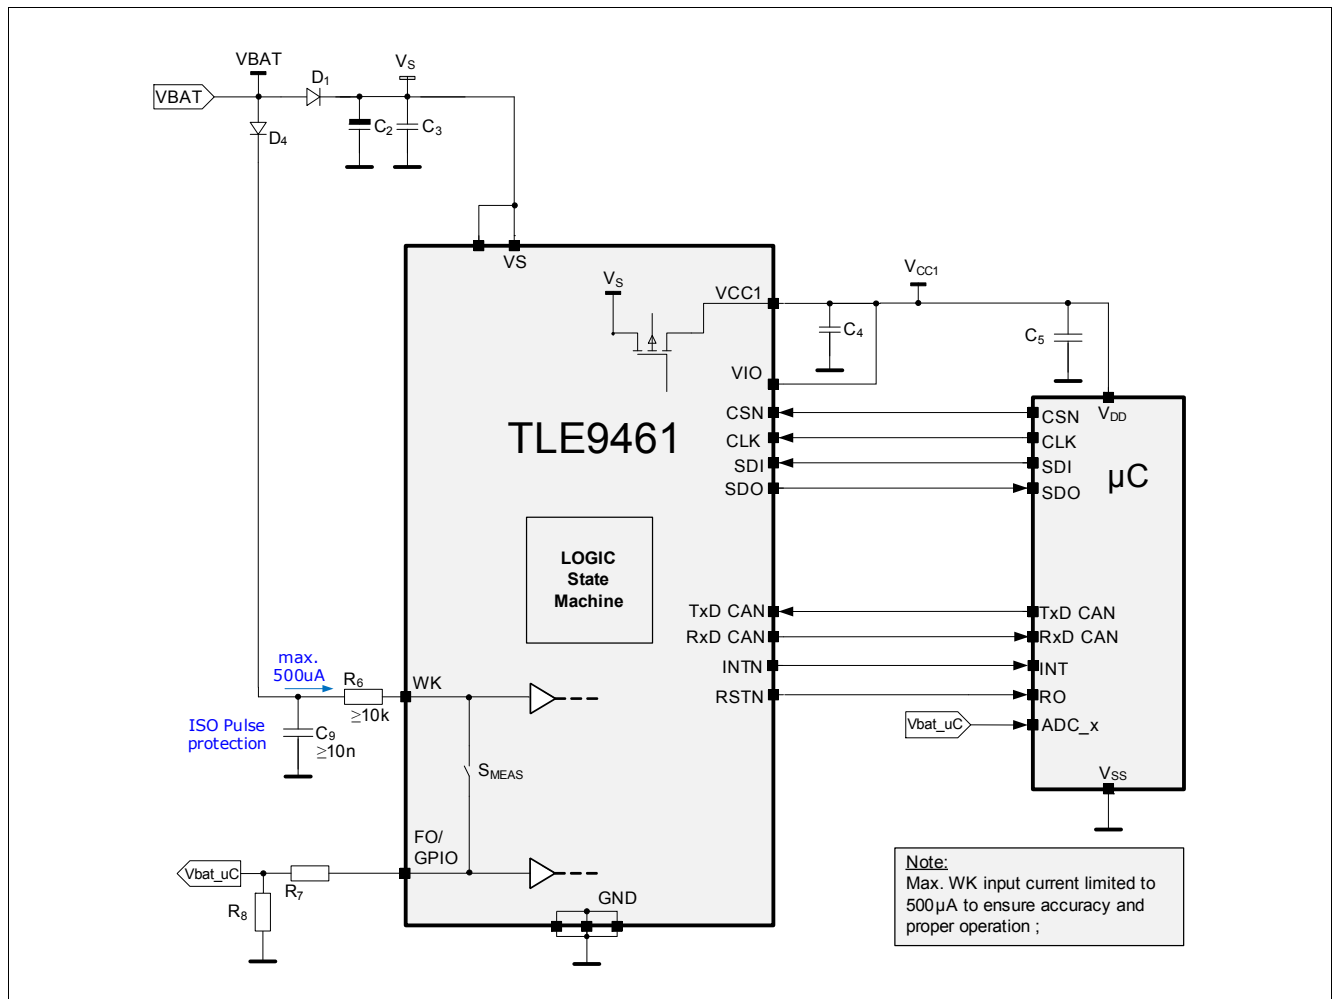 VBAT
VS
D1
VBAT
D4
C2
C3
VS
VS
VCC1
VCC1
C4
C5
VIO
CSN
CSN
VDD
TLE9461
CLK
CLK
SDI
SDI
µC
SDO
SDO
LOGIC
State
Machine
TxD CAN
TxD CAN
RxD CAN
RxD CAN
max.
500uA
INTN
INT
R6
WK
RSTN
RO
≥10k
ISO Pulse
protection
C9
≥10n
Vbat_uC
ADC_x
SMEAS
VSS
FO/
GPIO
Vbat_uC
R7
R8
GND
Note:
Max. WK input current limited to
500µA to ensure accuracy and
proper operation ;